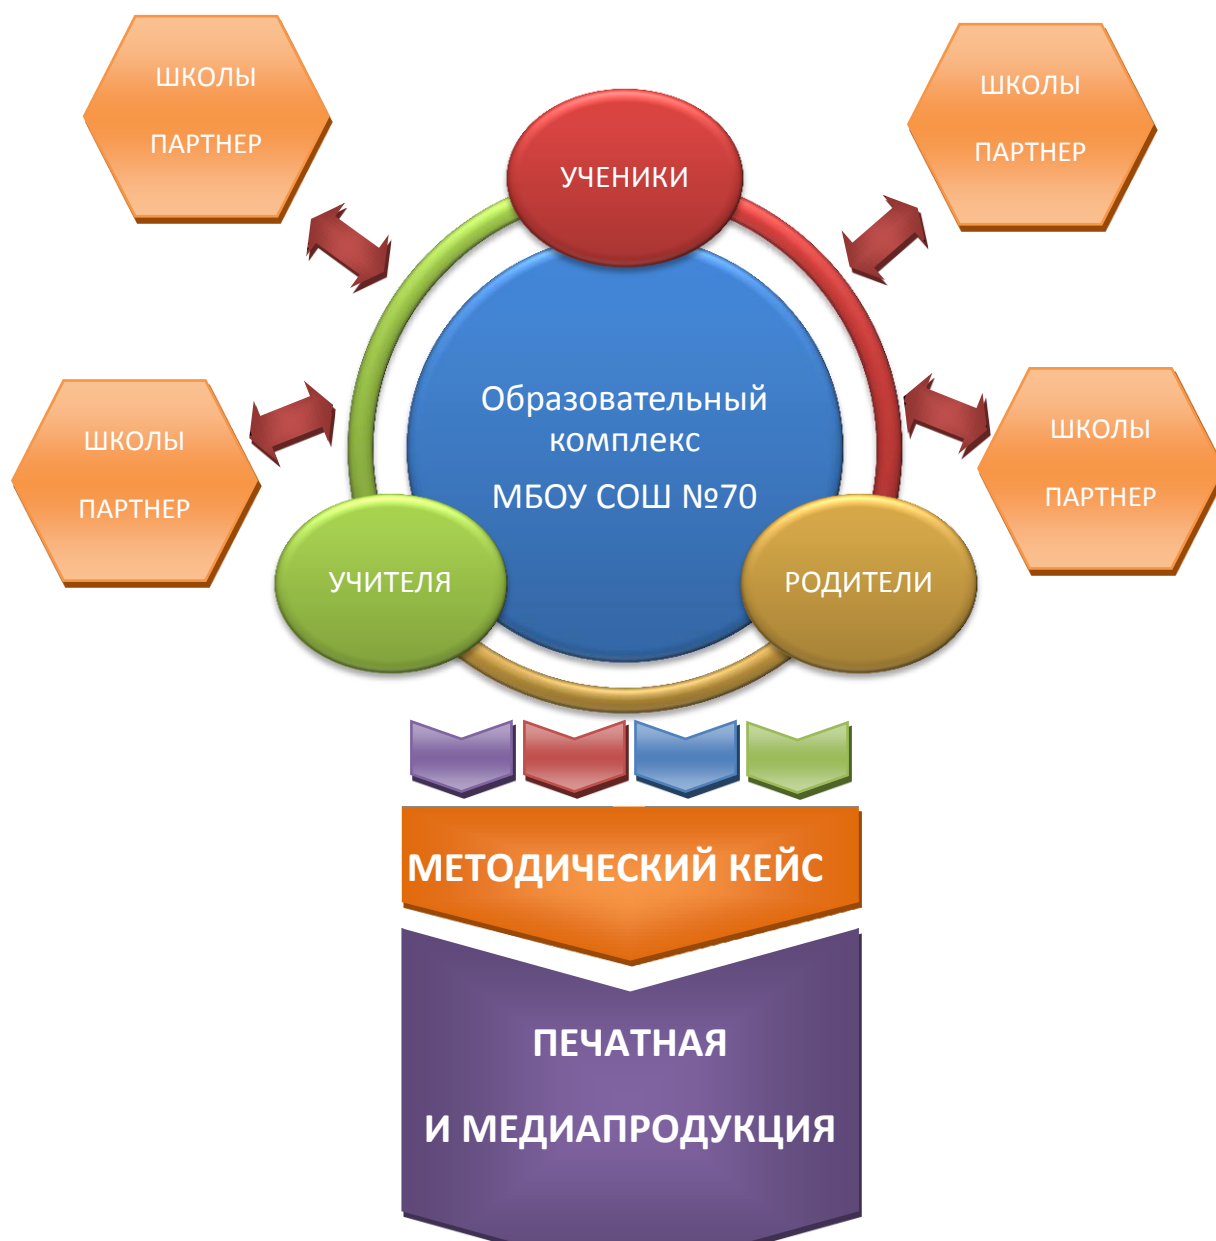 ШКОЛЫ
ПАРТНЕР
ШКОЛЫ
ПАРТНЕР
УЧЕНИКИ
Образовательный
комплекс
МБОУ СОШ №70
ШКОЛЫ
ПАРТНЕР
ШКОЛЫ
ПАРТНЕР
УЧИТЕЛЯ
РОДИТЕЛИ
МЕТОДИЧЕСКИЙ КЕЙС
ПЕЧАТНАЯ
И МЕДИАПРОДУКЦИЯ